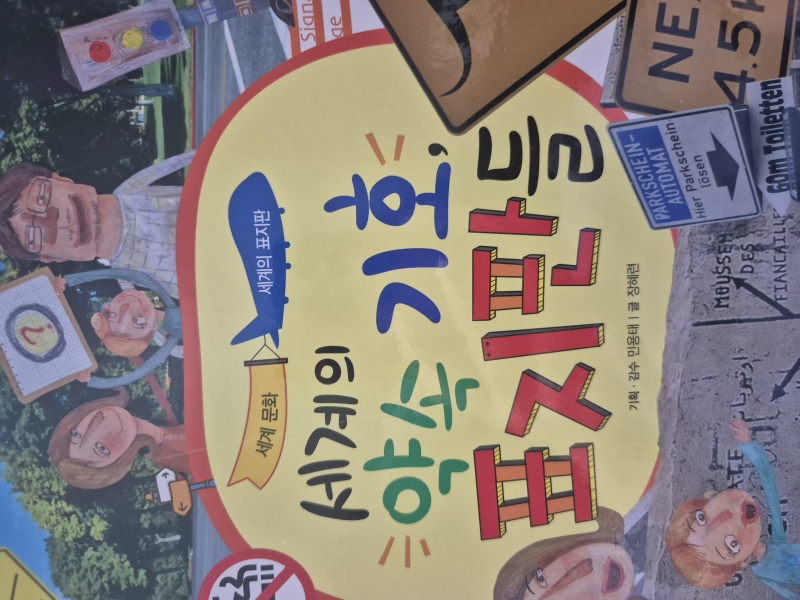 세계 문화
세계의 표지판
세계의
약속 기호,
표지판들
기획·감수 민용태 | 글 장혜련
?
PARKSCHEIN-
AUTOMAT
Hier Parkschein
lösen
60m Toiletten
4.5
MOUSSE
DES
FIANCAILLE